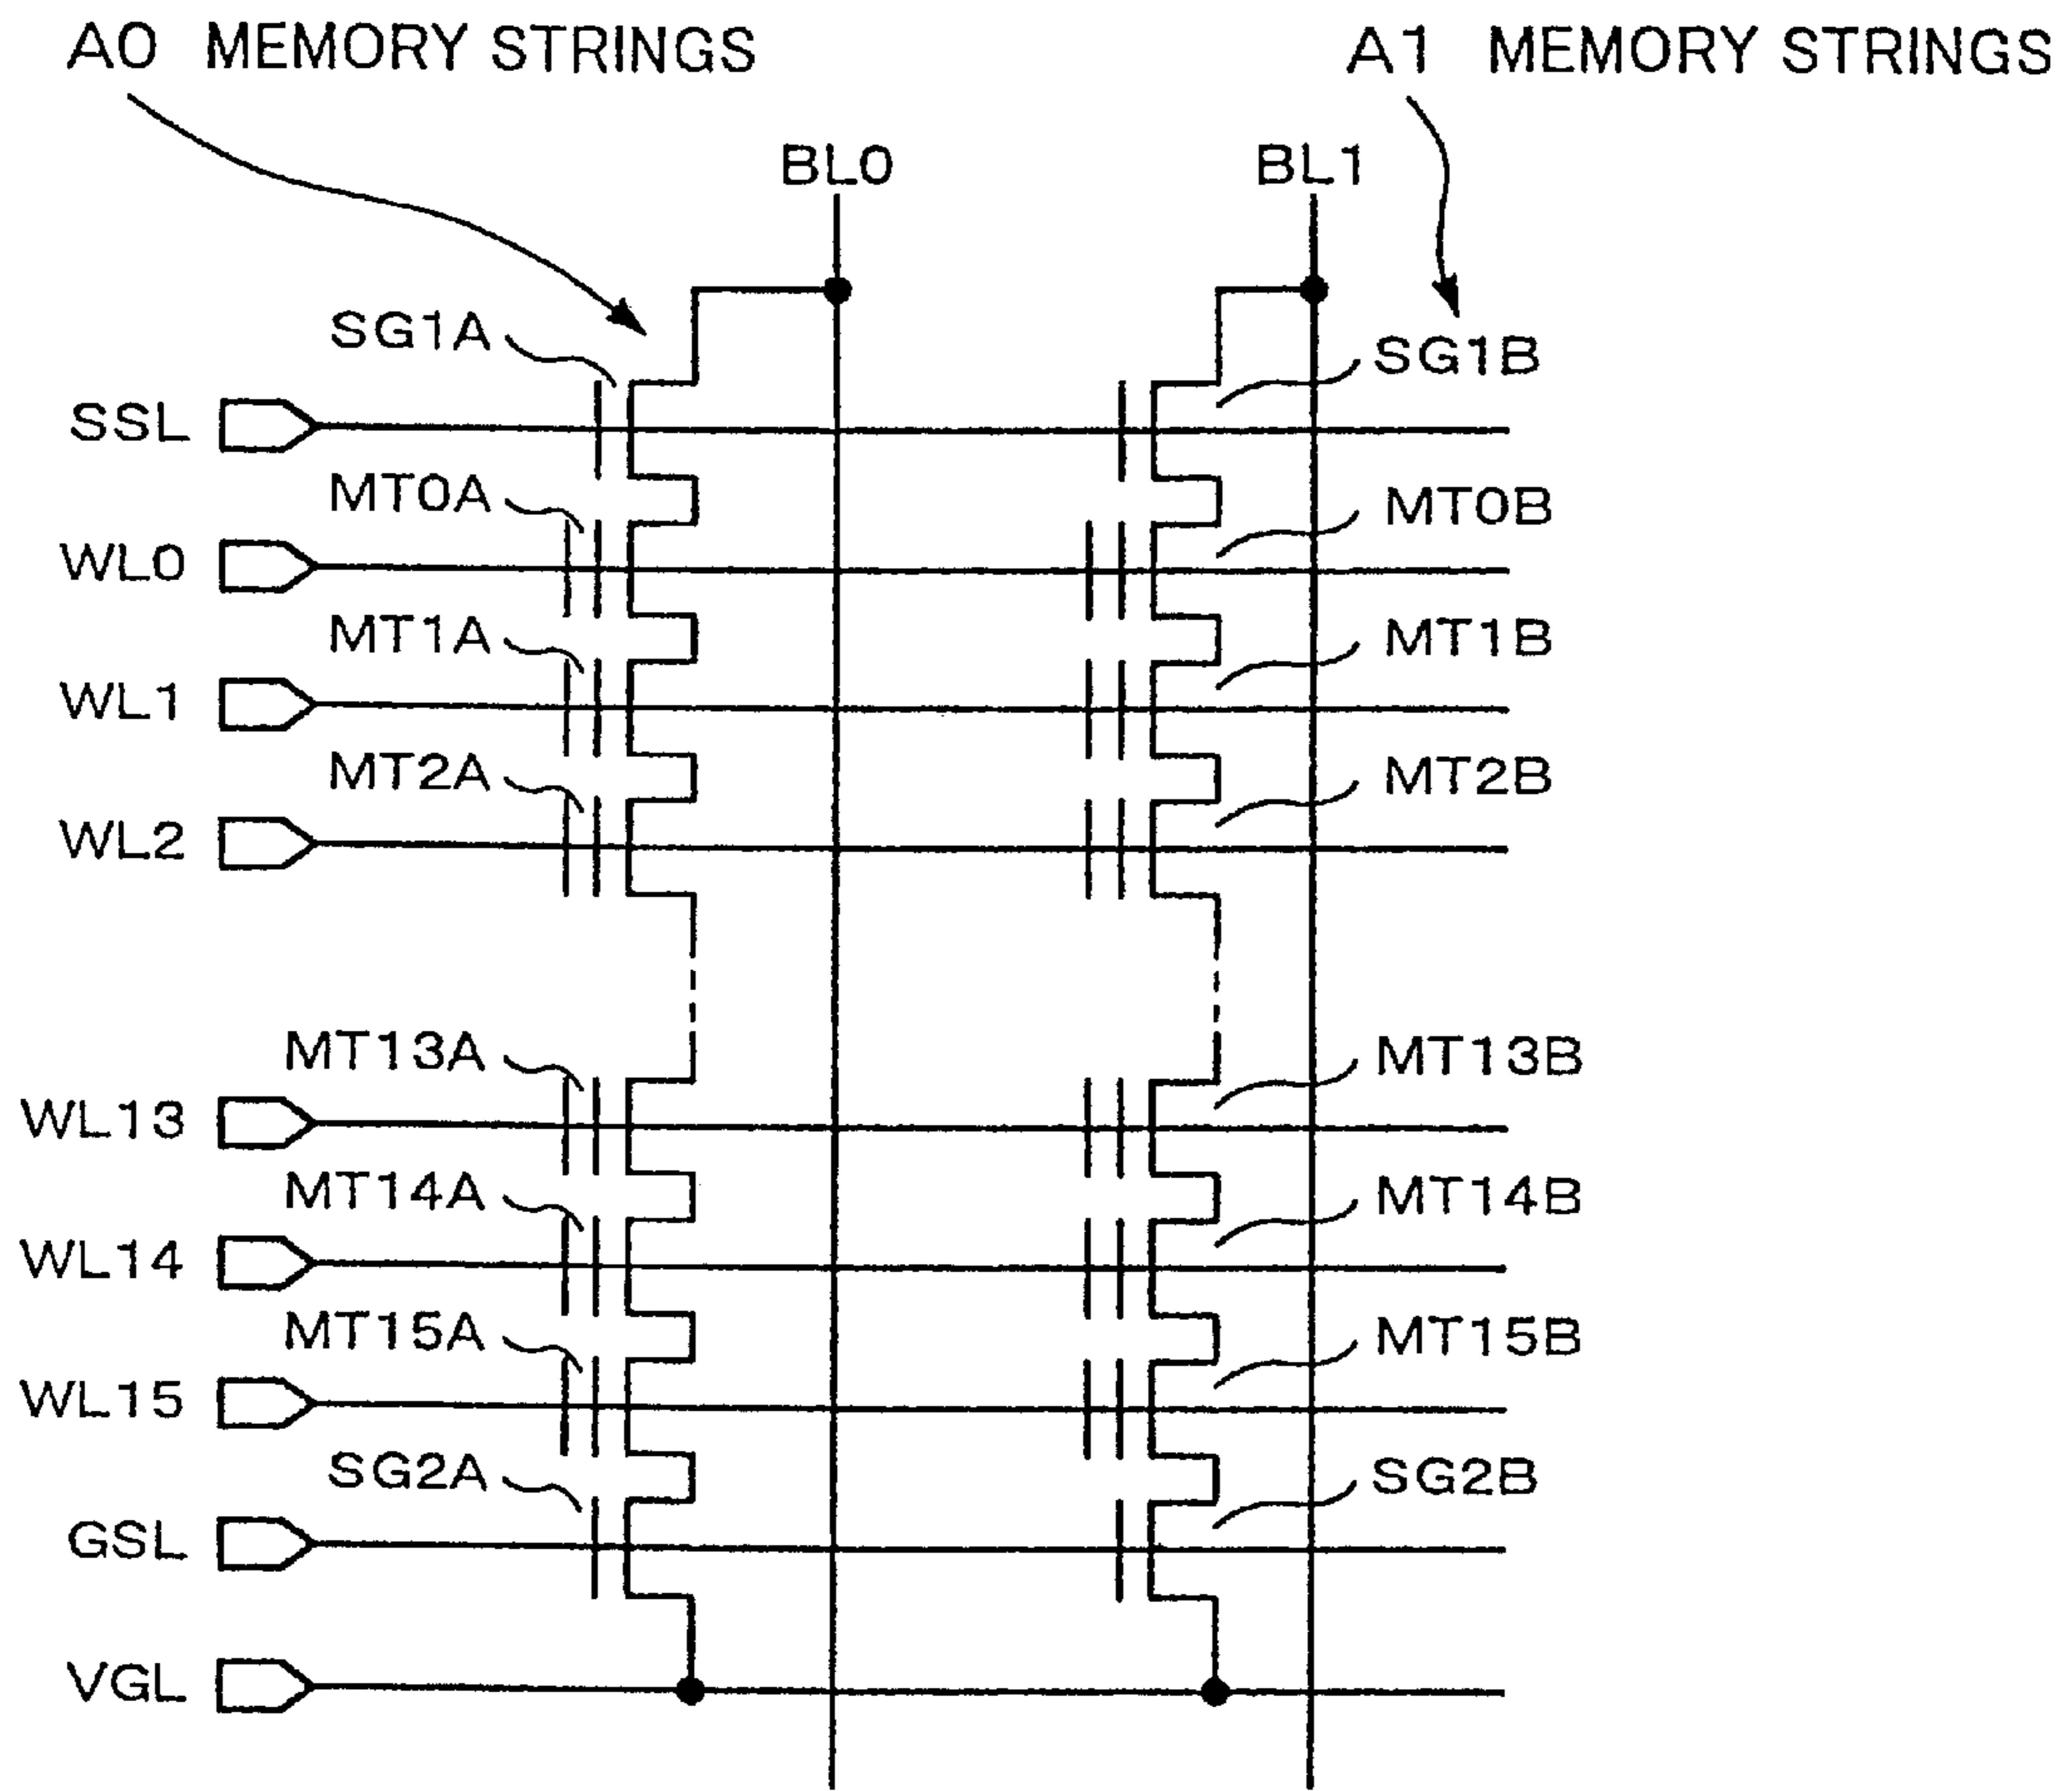 A0 MEMORY STRINGS
A1 MEMORY STRINGS
BL0
BL1
SG1A
SG1B
SSL
MT0A
MT0B
WL0
MT1A
MT1B
WL1
MT2A
MT2B
WL2
MT13A
MT13B
WL13
MT14A
MT14B
WL14
MT15A
MT15B
WL15
SG2A
SG2B
GSL
VGL